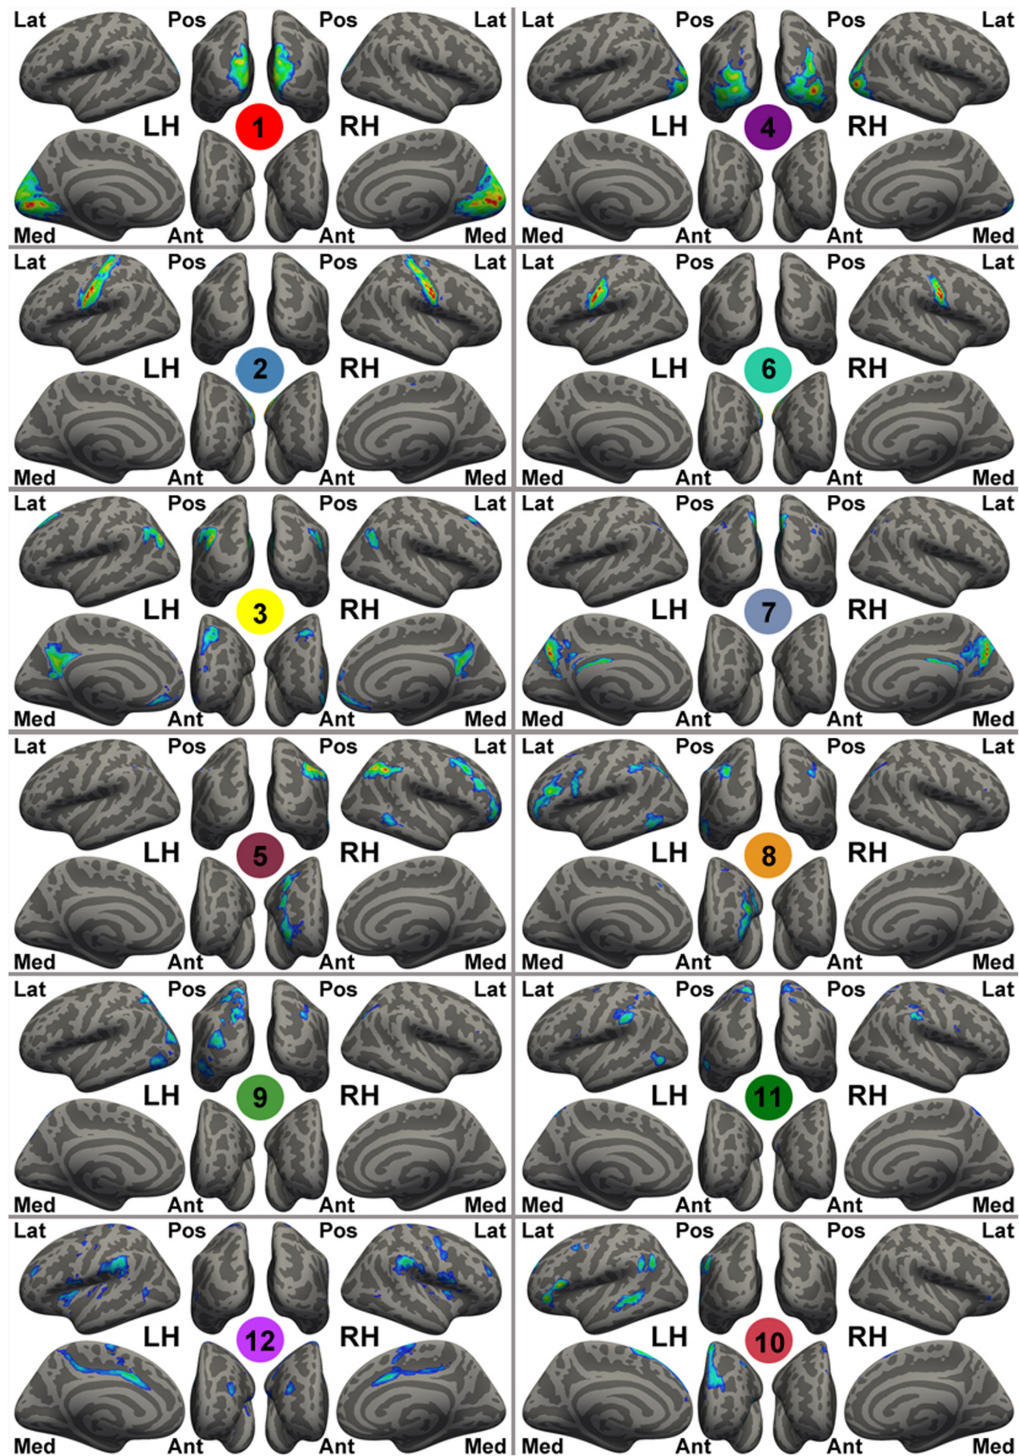 Lat Pos Pos Lat
LH 1 RH
Med Ant Ant Med
Lat Pos Pos Lat
LH 4 RH
Med Ant Ant Med
Lat Pos Pos Lat
LH 2 RH
Med Ant Ant Med
Lat Pos Pos Lat
LH 6 RH
Med Ant Ant Med
Lat Pos Pos Lat
LH 3 RH
Med Ant Ant Med
Lat Pos Pos Lat
LH 7 RH
Med Ant Ant Med
Lat Pos Pos Lat
LH 5 RH
Med Ant Ant Med
Lat Pos Pos Lat
LH 8 RH
Med Ant Ant Med
Lat Pos Pos Lat
LH 9 RH
Med Ant Ant Med
Lat Pos Pos Lat
LH 11 RH
Med Ant Ant Med
Lat Pos Pos Lat
LH 12 RH
Med Ant Ant Med
Lat Pos Pos Lat
LH 10 RH
Med Ant Ant Med